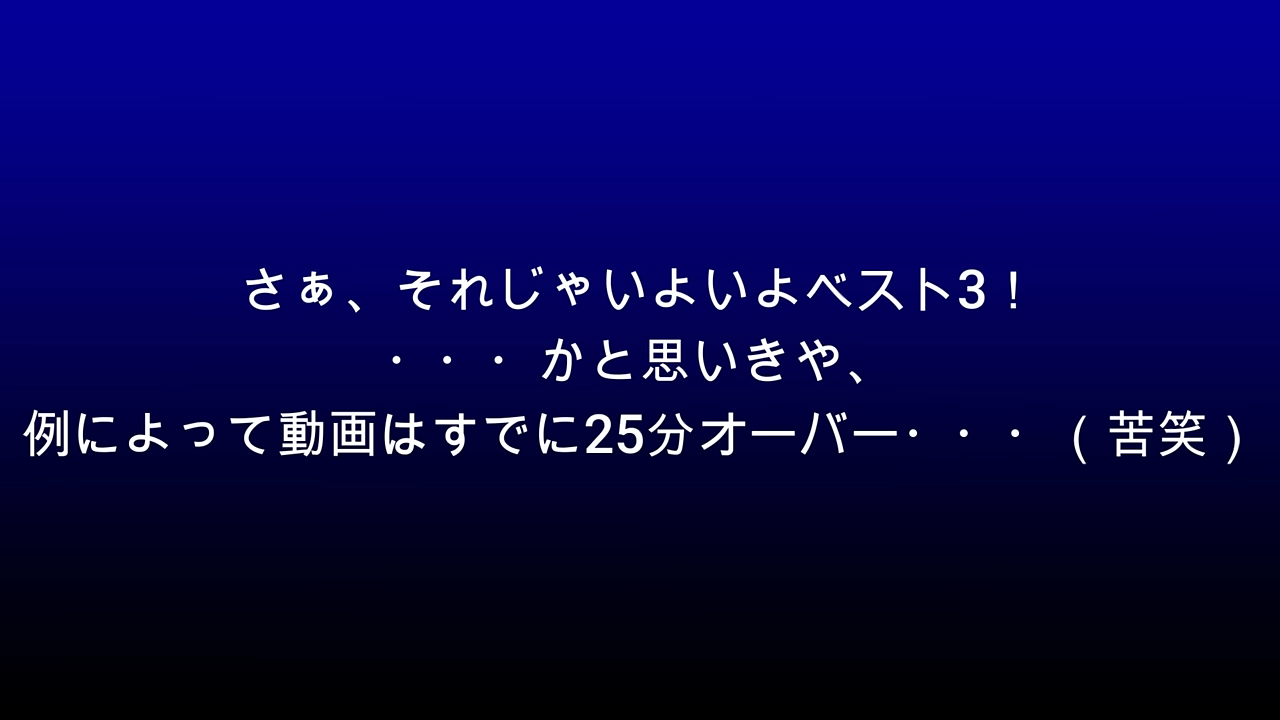 さぁ、それじゃいよいよベスト3！
・・・ かと思いきや、
例によって動画はすでに25分オーバー・・・ （苦笑）